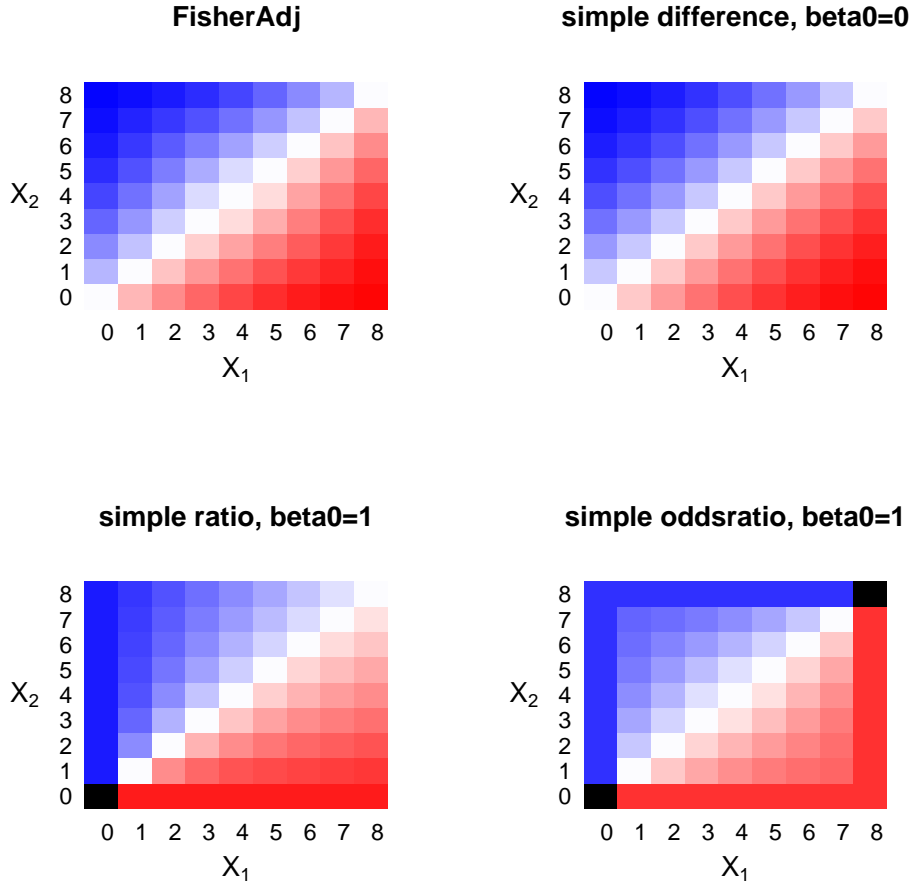 FisherAdj
8
7
6
5
4
3
2
1
0
X₂
0 1 2 3 4 5 6 7 8
X₁
simple difference, beta0=0
8
7
6
5
4
3
2
1
0
X₂
0 1 2 3 4 5 6 7 8
X₁
simple ratio, beta0=1
8
7
6
5
4
3
2
1
0
X₂
0 1 2 3 4 5 6 7 8
X₁
simple oddsratio, beta0=1
8
7
6
5
4
3
2
1
0
X₂
0 1 2 3 4 5 6 7 8
X₁